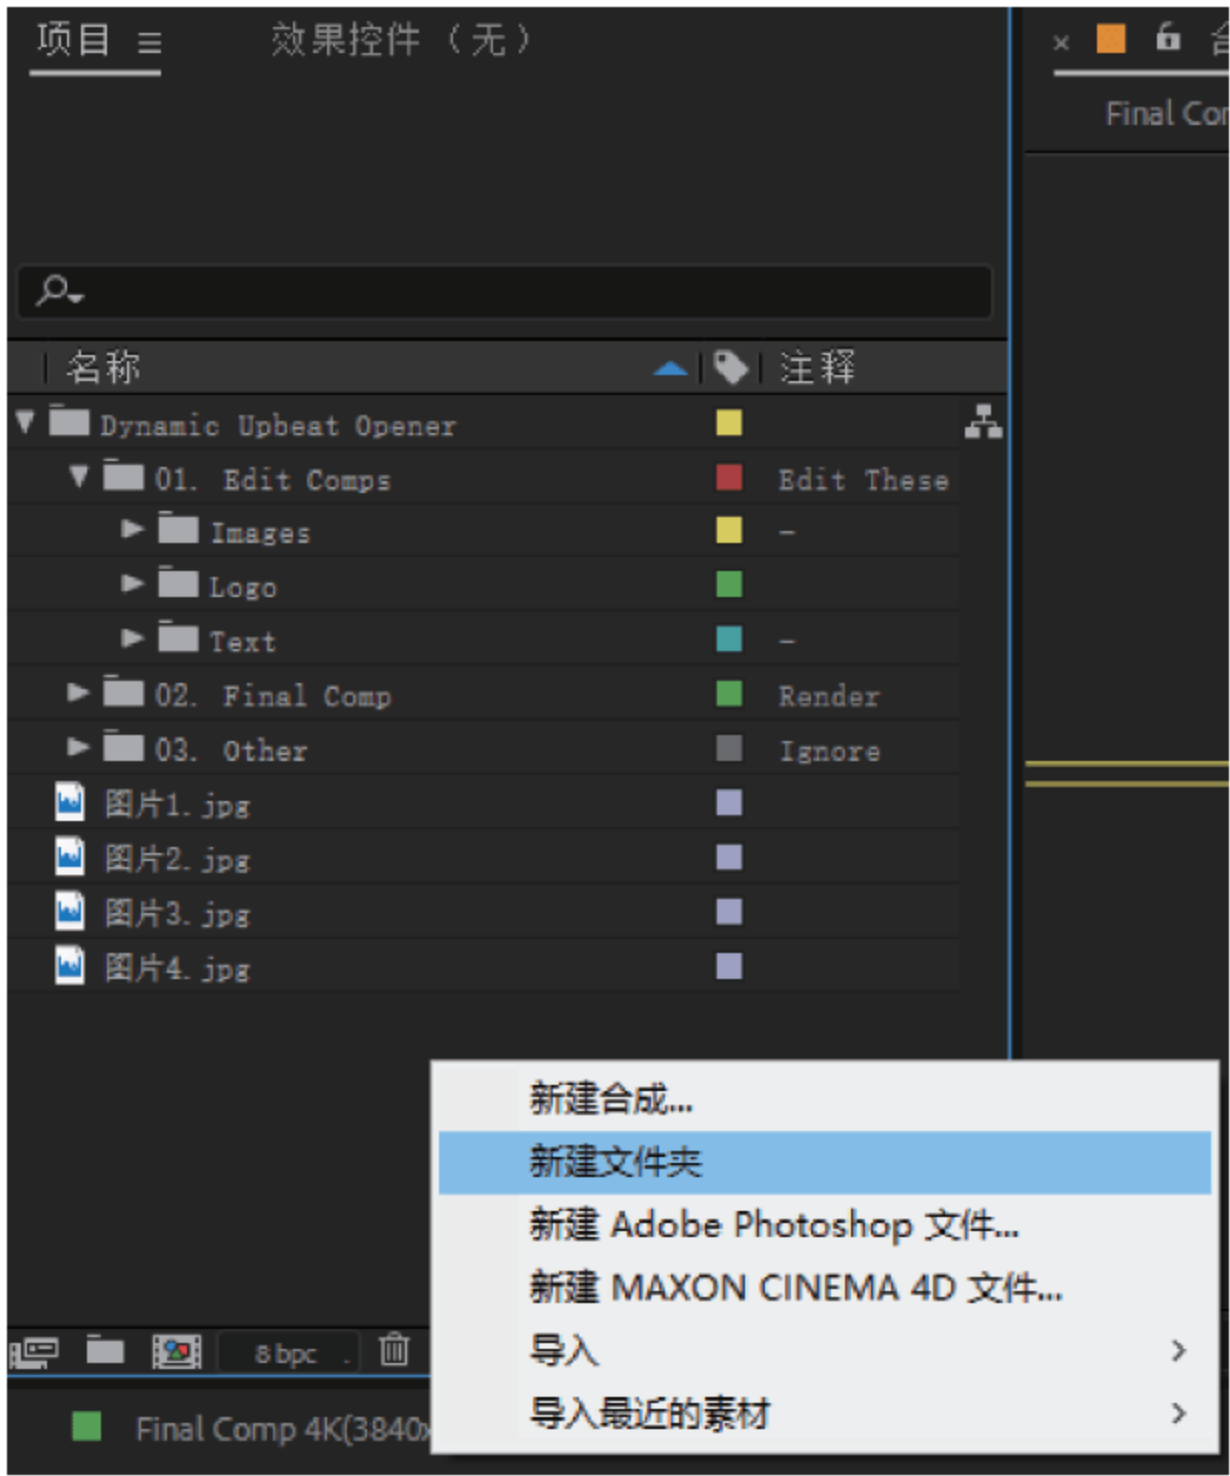 项目 效果控件（无）
Final Co
名称 注释
Dynamic Upbeat Opener
01. Edit Comps Edit These
Images -
Logo
Text -
02. Final Comp Render
03. Other Ignore
图片1.jpg
图片2.jpg
图片3.jpg
图片4.jpg
新建合成...
新建文件夹
新建 Adobe Photoshop 文件...
新建 MAXON CINEMA 4D 文件...
导入
导入最近的素材
8 bpc
Final Comp 4K(3840x